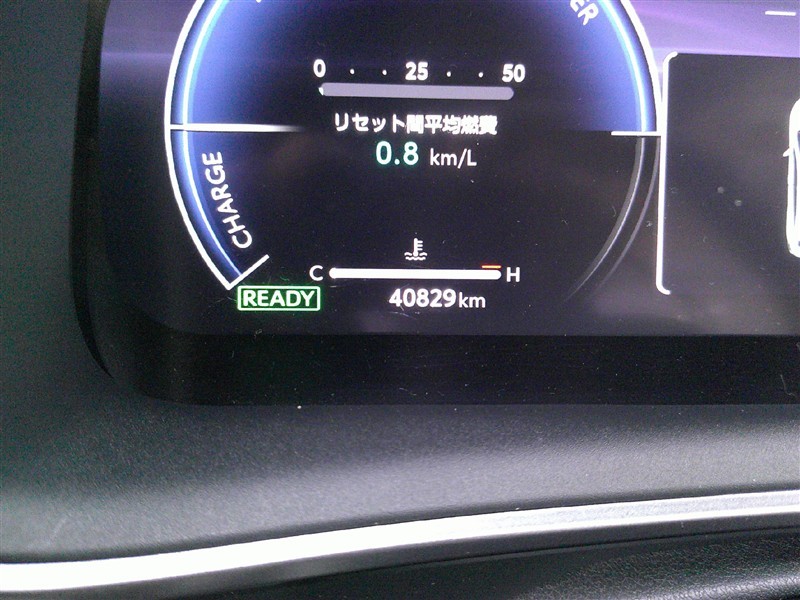 0 · · 25 · · 50
リセット間平均燃費
0.8 km/L
CHARGE
C H
READY
40829km